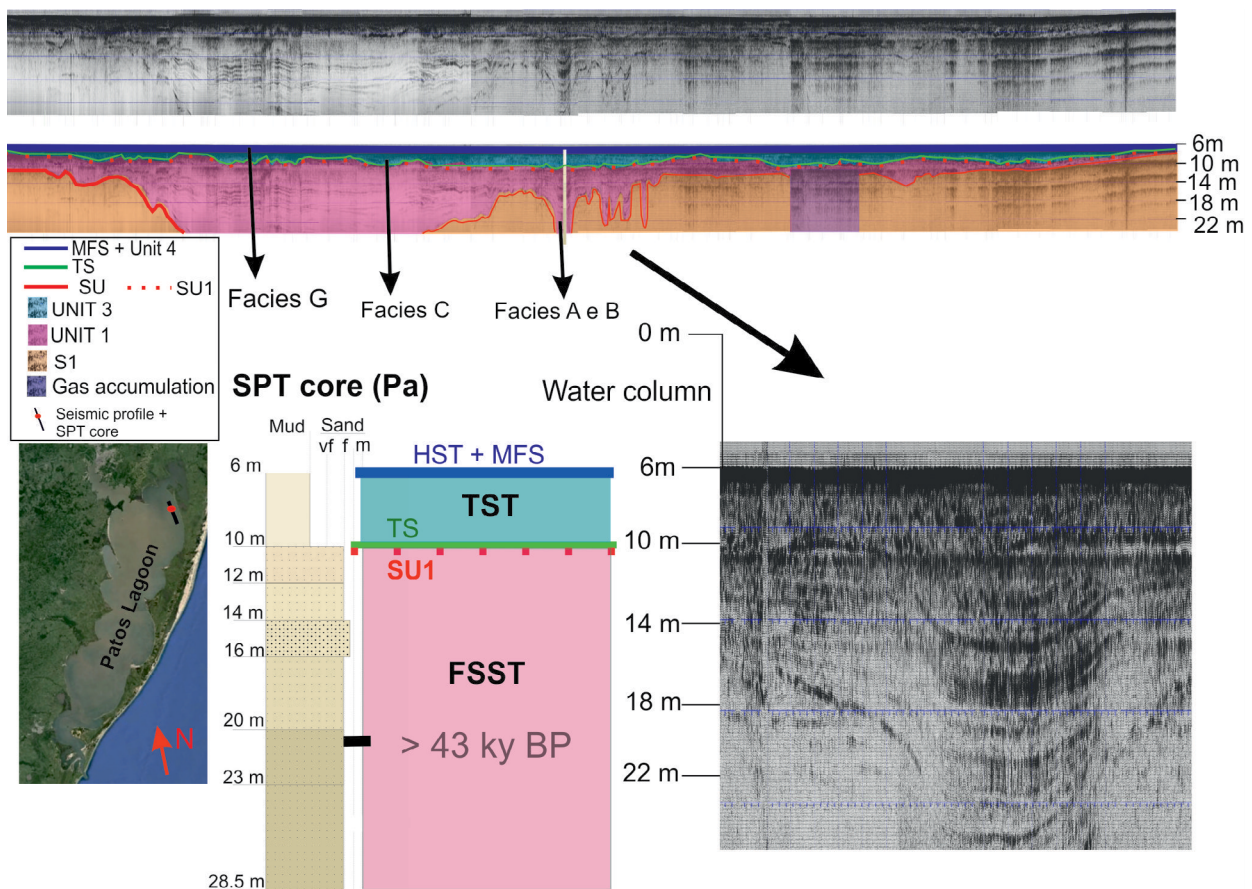 6m
10 m
14 m
18 m
22 m
MFS + Unit 4
TS
SU
SU1
UNIT 3
UNIT 1
S1
Gas accumulation
Seismic profile +
SPT core
Facies G
Facies C
Facies A e B
0 m
Water column
SPT core (Pa)
Mud
Sand
vf f m
6 m
10 m
12 m
14 m
16 m
20 m
23 m
28.5 m
HST + MFS
TST
TS
SU1
FSST
> 43 ky BP
6m
10 m
14 m
18 m
22 m
Patos Lagoon
N